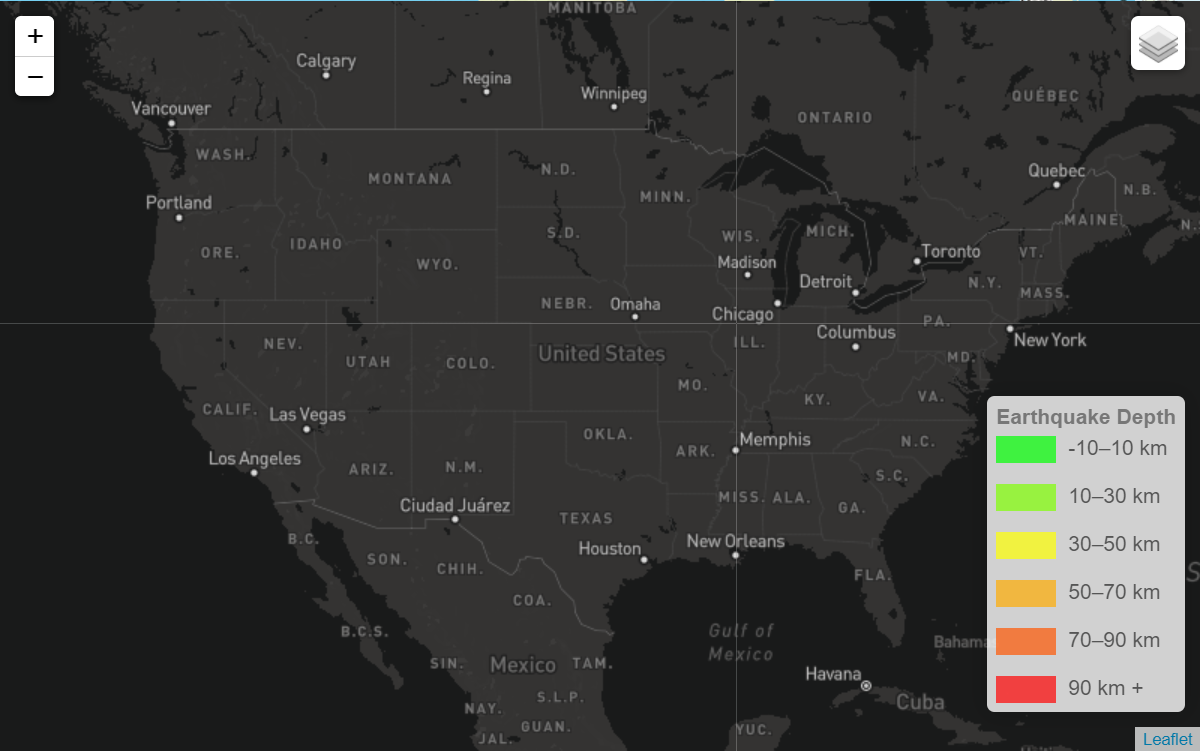 MANITOBA
+
−
Calgary
Regina
Winnipeg
QUÉBEC
Vancouver
ONTARIO
WASH.
N.D.
Quebec
MONTANA
MINN.
N.B.
Portland
MAINE
N.
ORE.
IDAHO
S.D.
WIS.
MICH.
Toronto
VT.
WYO.
Madison
Detroit
N.Y.
MASS.
NEBR.
Omaha
Chicago
PA.
NEV.
ILL.
Columbus
New York
UTAH
COLO.
United States
MD.
MO.
KY.
VA.
CALIF.
Las Vegas
OKLA.
ARK.
Memphis
N.C.
Los Angeles
ARIZ.
N.M.
S.C.
Ciudad Juárez
MISS.
ALA.
GA.
TEXAS
B.C.
Houston
New Orleans
SON.
CHIH.
FLA.
S
COA.
B.C.S.
Gulf of
Mexico
Bahama
SIN.
Mexico
TAM.
Havana
NAY.
S.L.P.
Cuba
JAL.
GUAN.
YUC.
Earthquake Depth
-10–10 km
10–30 km
30–50 km
50–70 km
70–90 km
90 km +
Leaflet